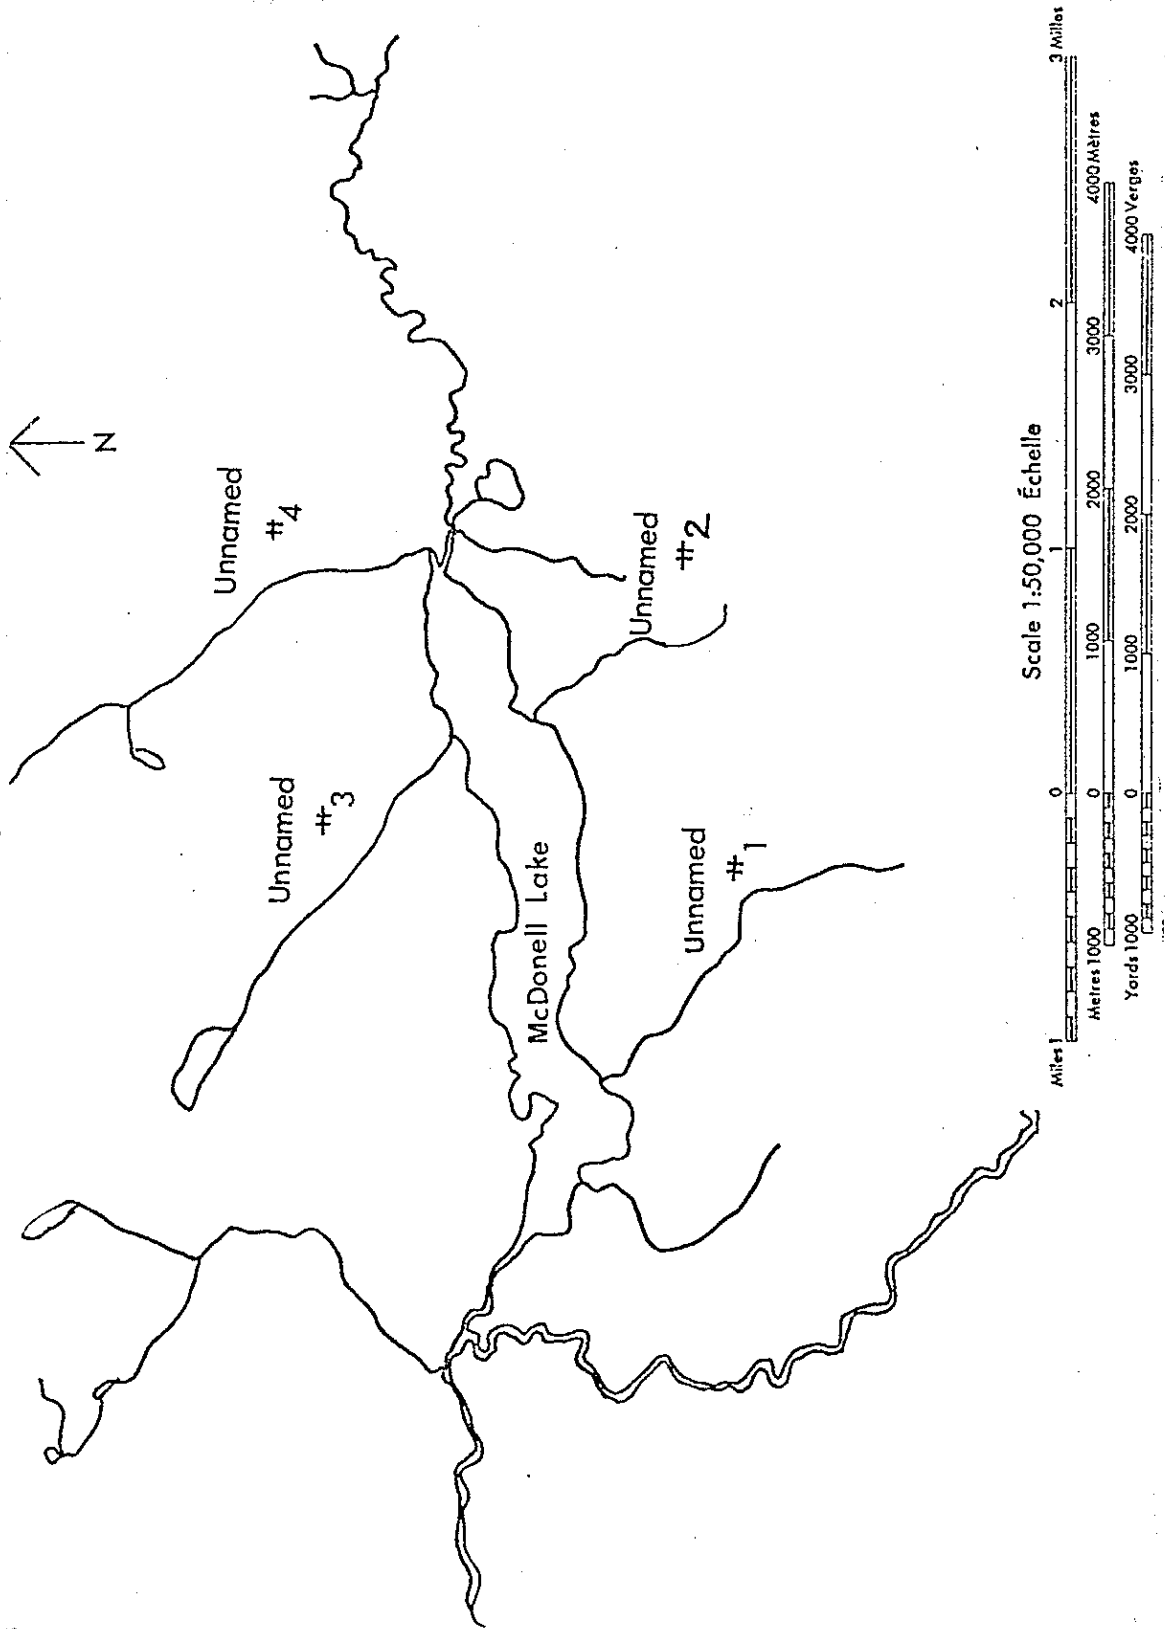 N
Unnamed
#4
Unnamed
#3
Unnamed
#2
McDonell Lake
Unnamed
#1
Scale 1:50,000 Échelle
Miles 1 0 1 2 3 Milles
Metres 1000 0 1000 2000 3000 4000 Mètres
Yards 1000 0 1000 2000 3000 4000 Verges